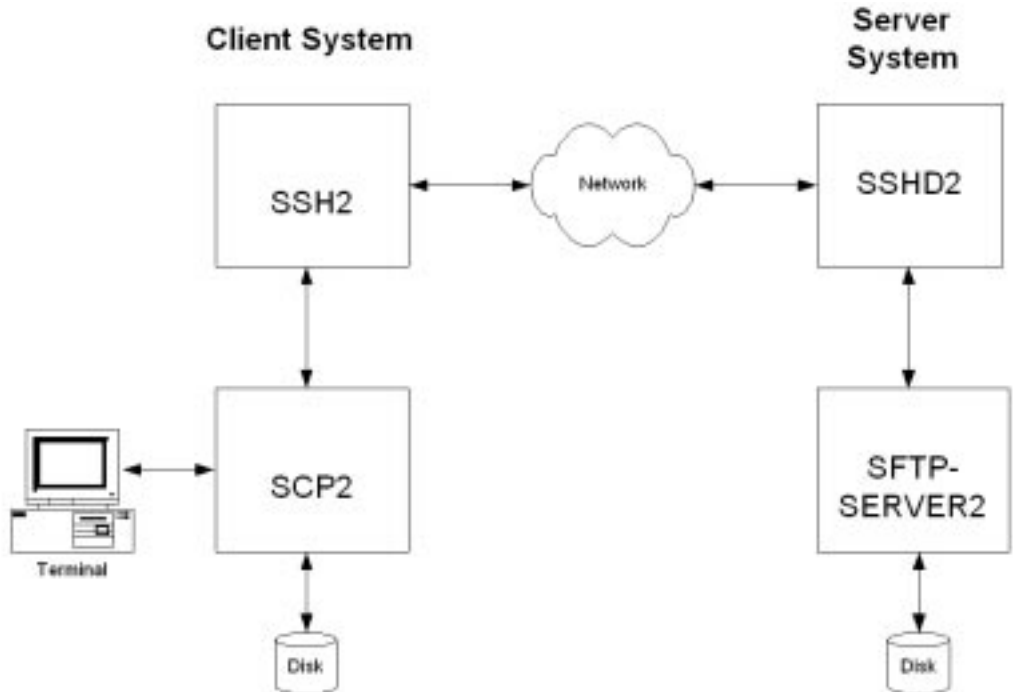 Client System
Server
System
SSH2
Network
SSHD2
SCP2
SFTP-
SERVER2
Terminal
Disk
Disk